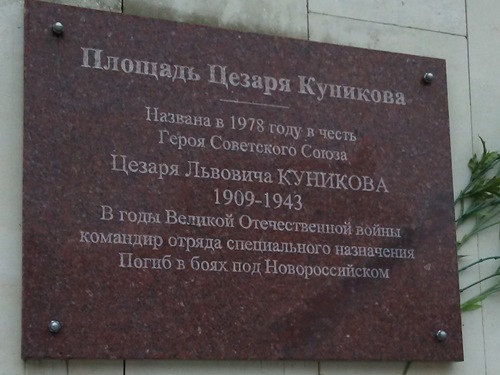 Площадь Цезаря Куникова
Названа в 1978 году в честь
Героя Советского Союза
Цезаря Львовича КУНИКОВА
1909-1943
В годы Великой Отечественной войны
командир отряда специального назначения
Погиб в боях под Новороссийском